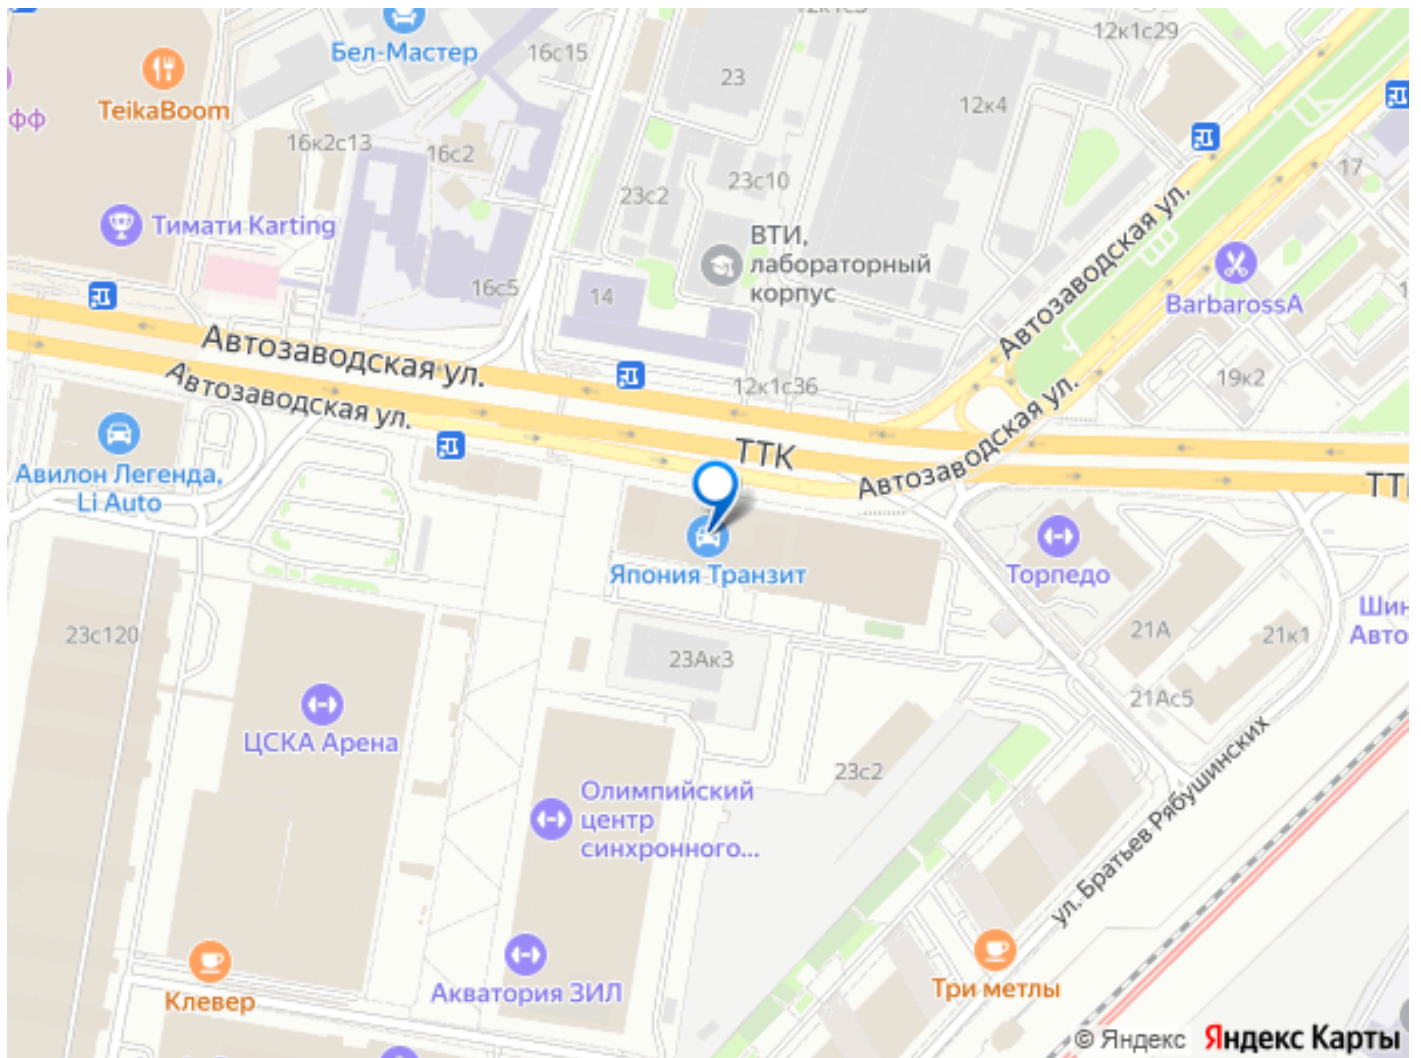 12к1с29
Бел-Мастер
16с15
23
TeikaBoom
12к4
фф
16к2с13
16с2
17
23с10
23с2
Автозаводская ул.
Тимати Karting
ВТИ,
лабораторный
корпус
16с5
14
BarbarossA
Автозаводская ул.
Автозаводская ул.
12к1с36
19к2
Автозаводская ул.
ТТК
Авилон Легенда,
Li Auto
ТТ
Япония Транзит
Торпедо
Шин
Авто
23с120
21А
21к1
23Ак3
21Ас5
ЦСКА Арена
23с2
Олимпийский
центр
синхронного...
ул. Братьев Рябушинских
Клевер
Акватория ЗИЛ
Три метлы
© Яндекс Яндекс Карты